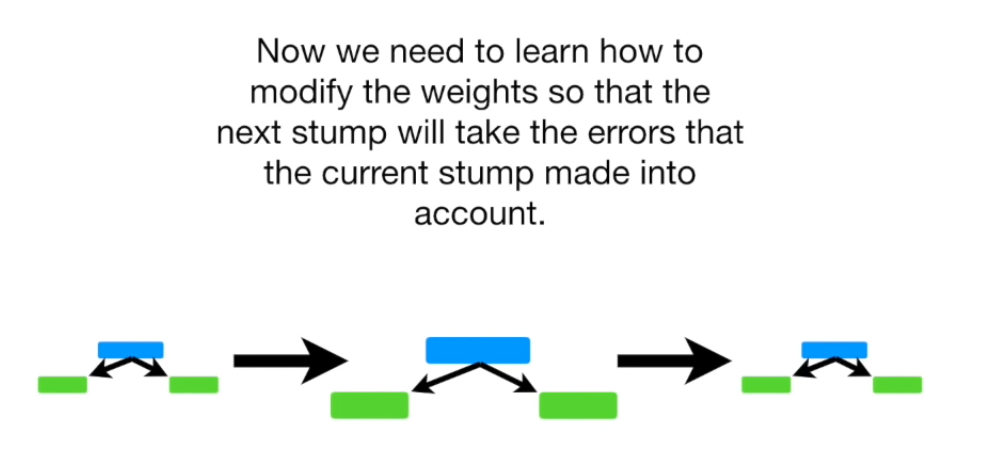 Now we need to learn how to
modify the weights so that the
next stump will take the errors that
the current stump made into
account.